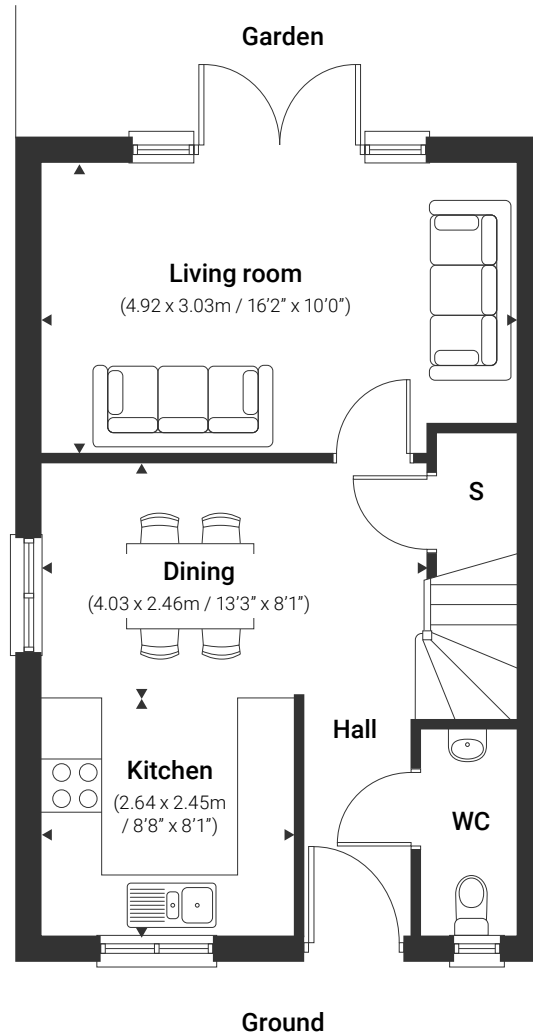 Garden
Living room
(4.92 x 3.03m / 16’2” x 10’0”)
S
Dining
(4.03 x 2.46m / 13’3” x 8’1”)
Hall
Kitchen
(2.64 x 2.45m
/ 8’8” x 8’1”)
WC
Ground